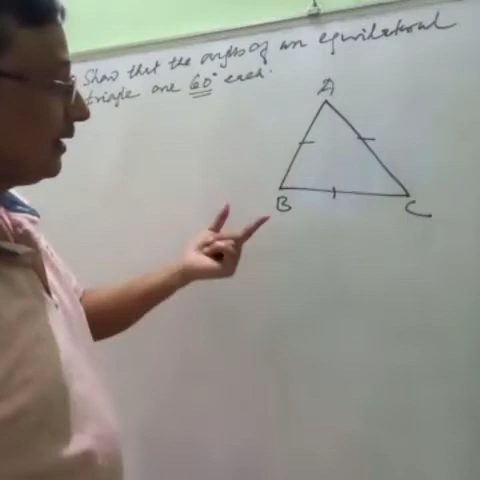 Show that the angles of an equilateral
triangle are 60° each.
A
B
C